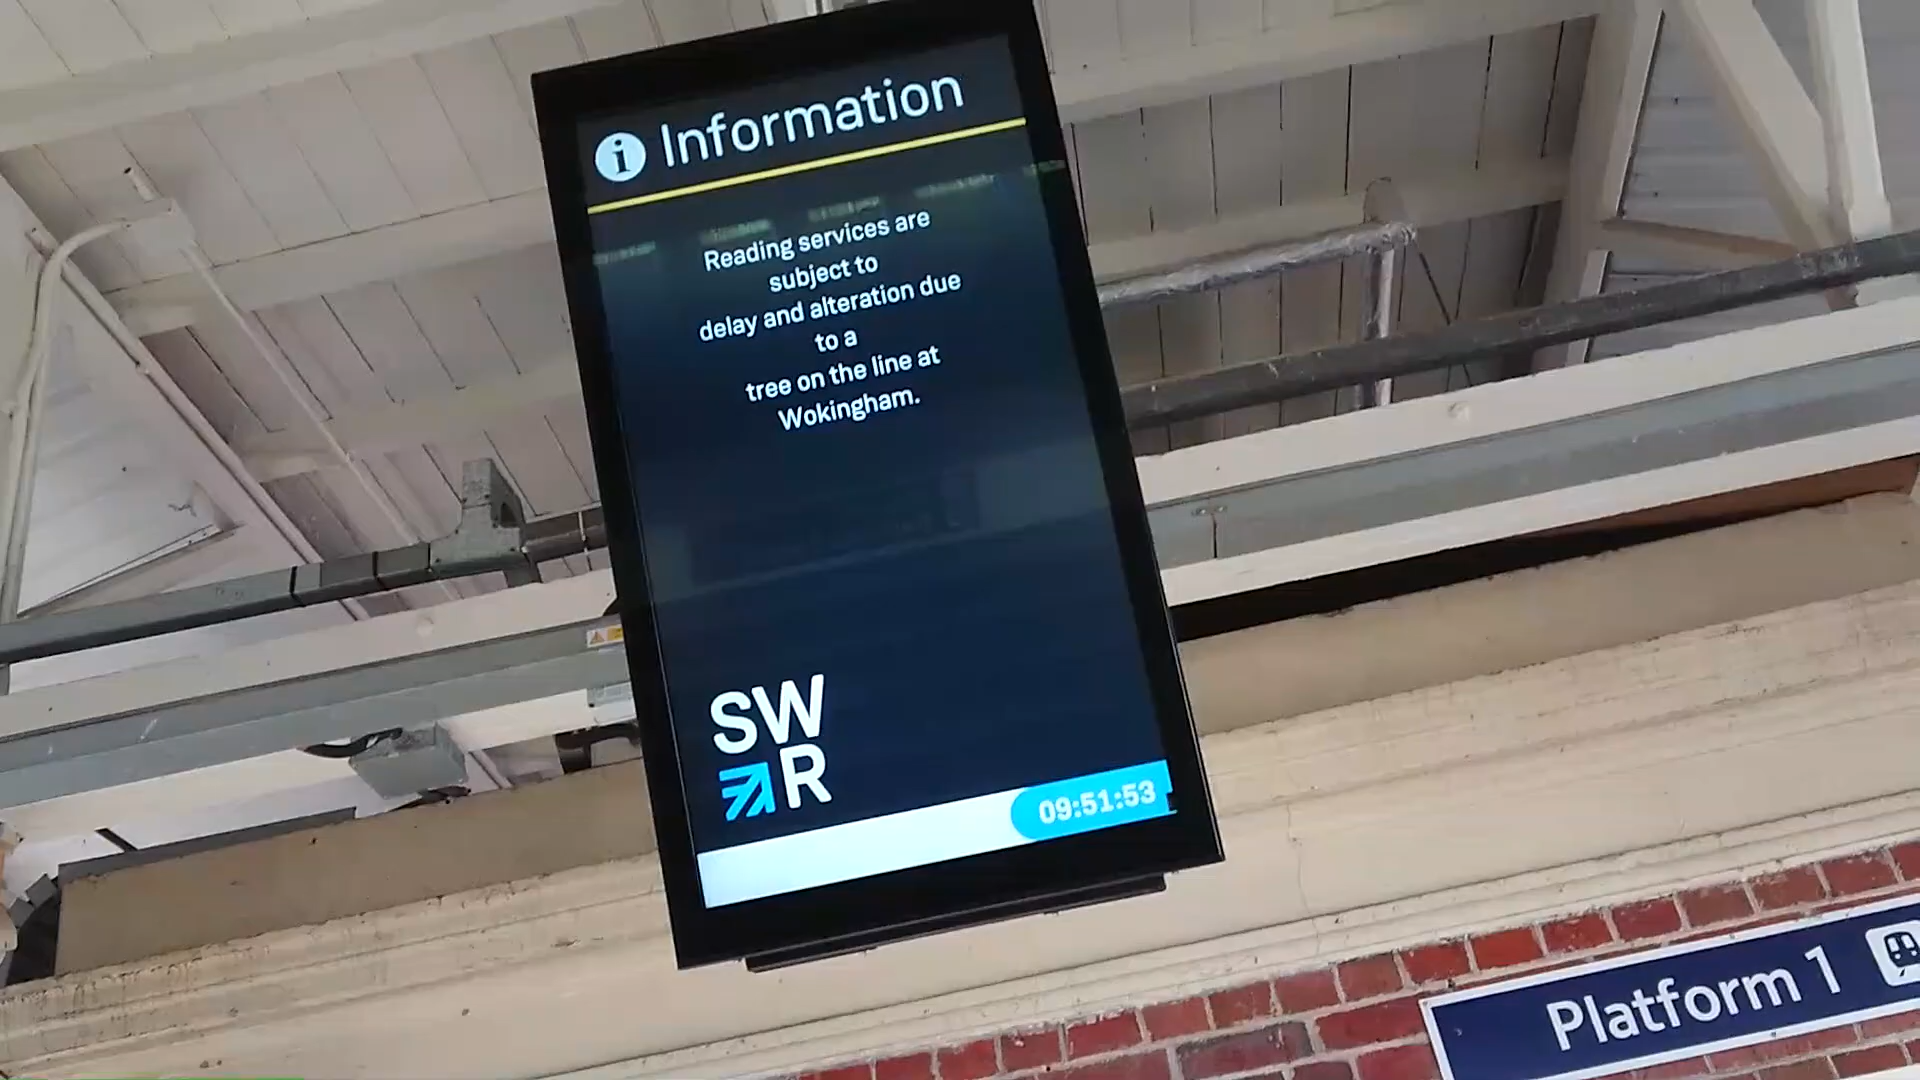 i Information
Reading services are
subject to
delay and alteration due
to a
tree on the line at
Wokingham.
SW
R
09:51:53
Platform 1